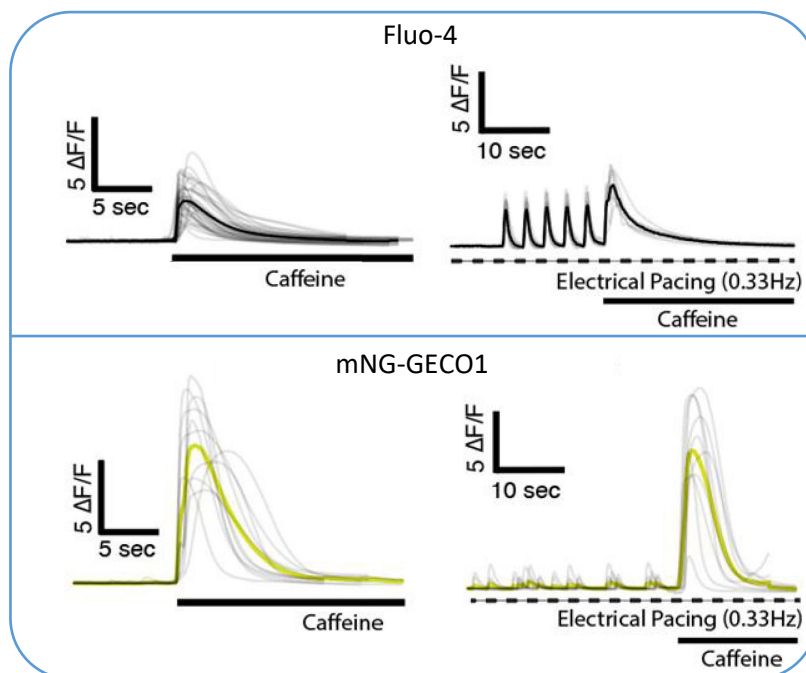 Fluo-4
5 ΔF/F
5 sec
Caffeine
5 ΔF/F
10 sec
Electrical Pacing (0.33Hz)
Caffeine
mNG-GECO1
5 ΔF/F
5 sec
Caffeine
5 ΔF/F
10 sec
Electrical Pacing (0.33Hz)
Caffeine